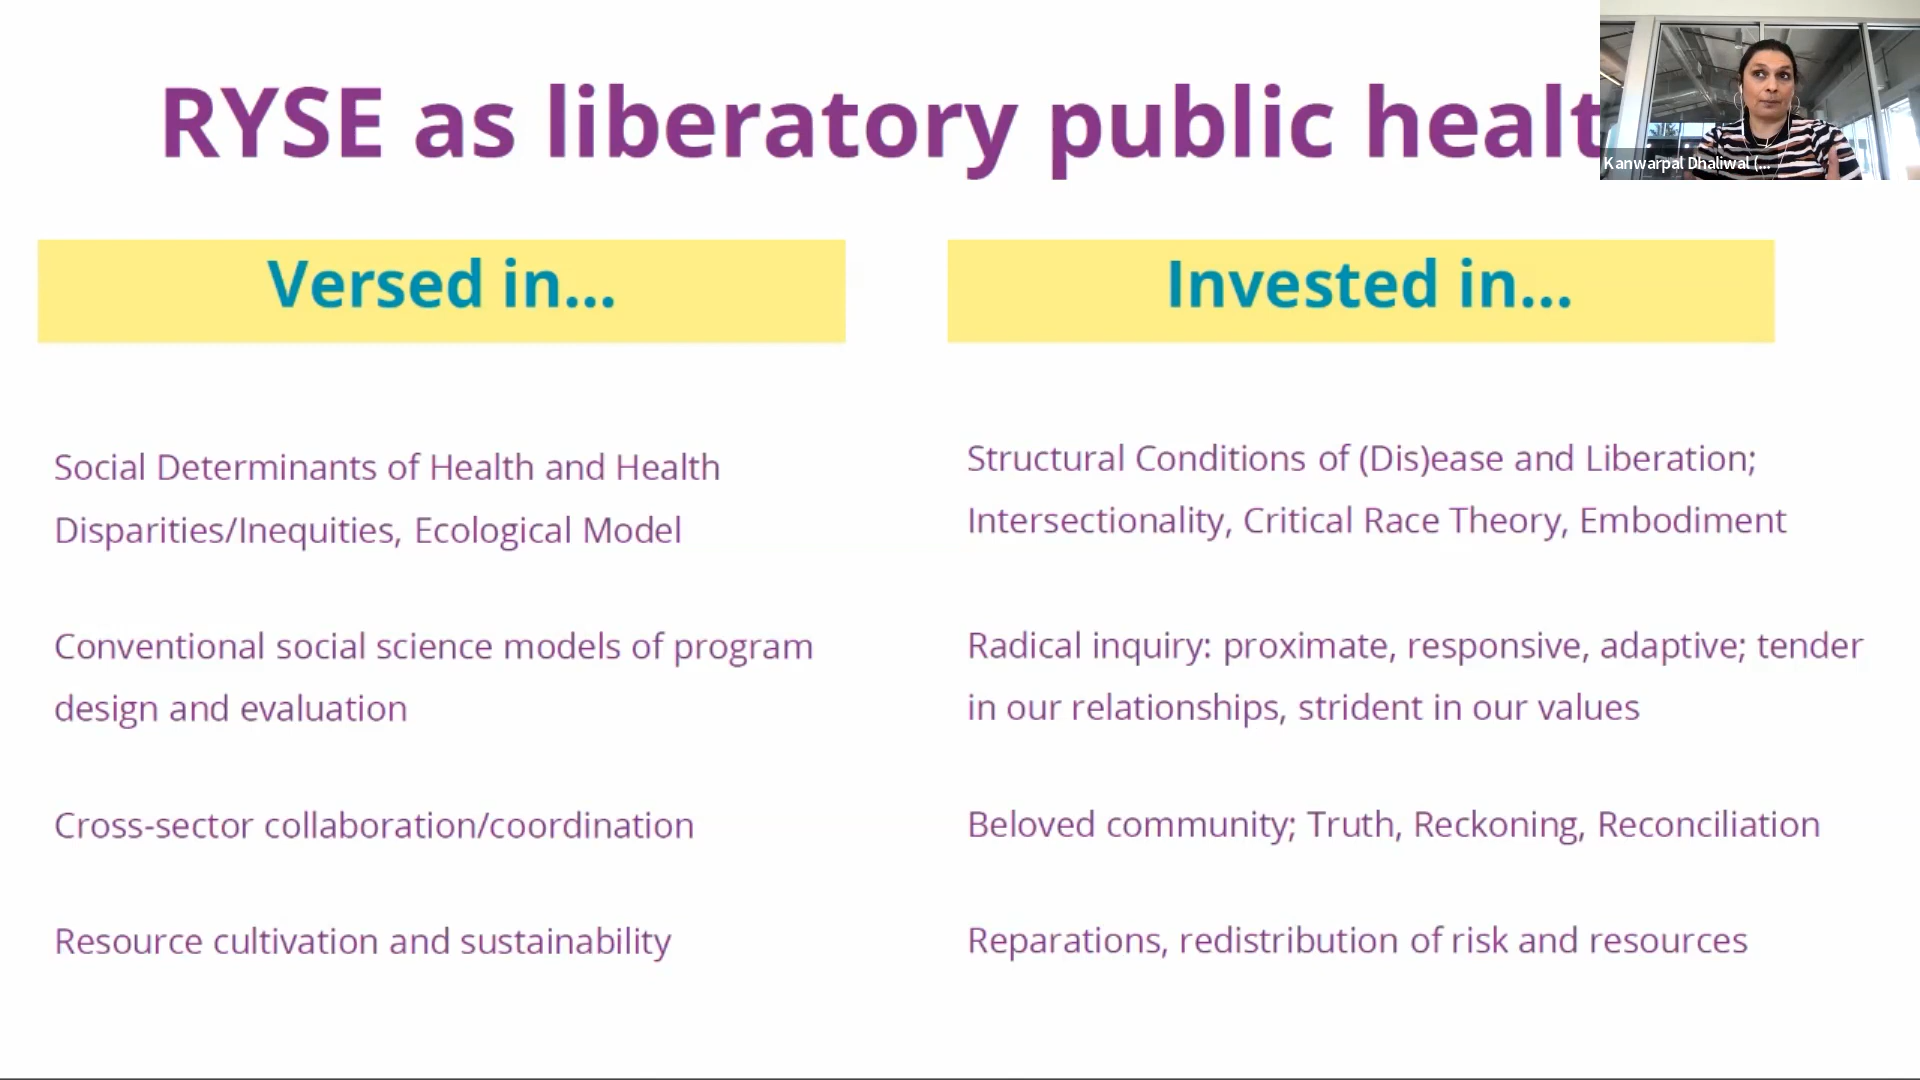 RYSE as liberatory public healt
Kanwarpal Dhaliwal (...
Versed in...
Invested in...
Social Determinants of Health and Health
Disparities/Inequities, Ecological Model
Structural Conditions of (Dis)ease and Liberation;
Intersectionality, Critical Race Theory, Embodiment
Conventional social science models of program
design and evaluation
Radical inquiry: proximate, responsive, adaptive; tender
in our relationships, strident in our values
Cross-sector collaboration/coordination
Beloved community; Truth, Reckoning, Reconciliation
Resource cultivation and sustainability
Reparations, redistribution of risk and resources